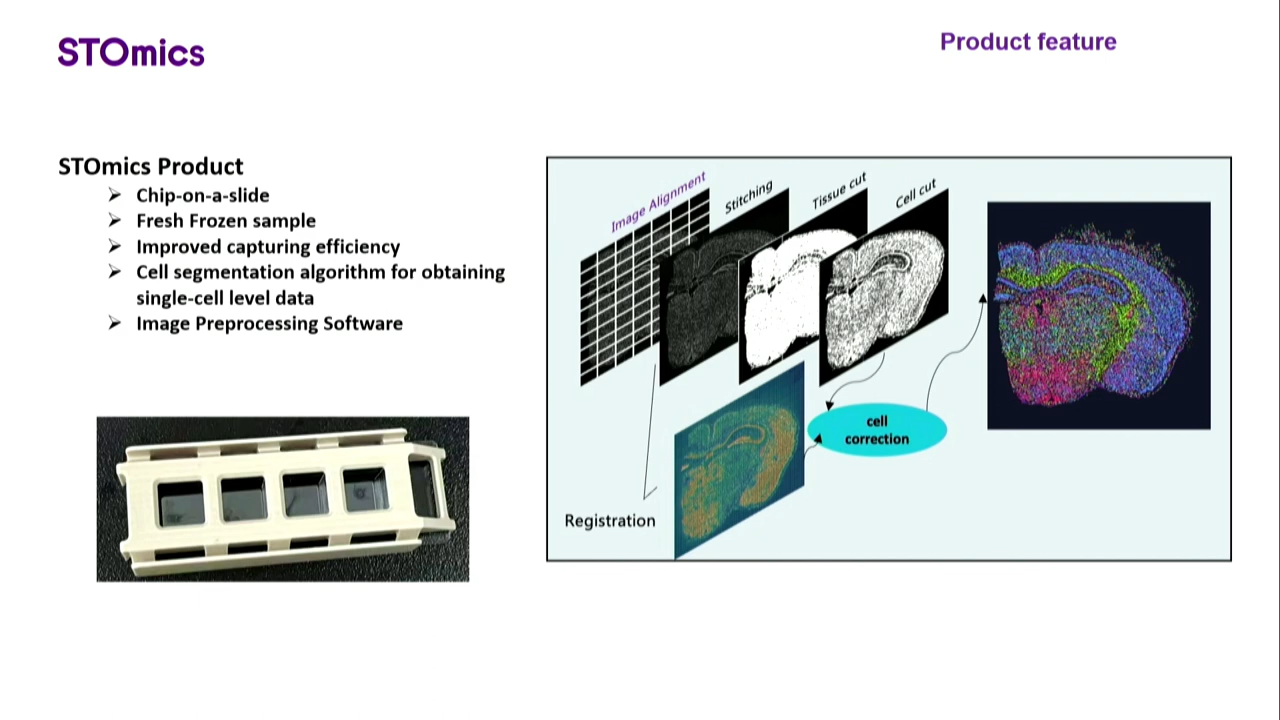 STOmics
Product feature
STOmics Product
Chip-on-a-slide
Fresh Frozen sample
Improved capturing efficiency
Cell segmentation algorithm for obtaining
single-cell level data
Image Preprocessing Software
Image Alignment
Stitching
Tissue cut
Cell cut
cell
correction
Registration